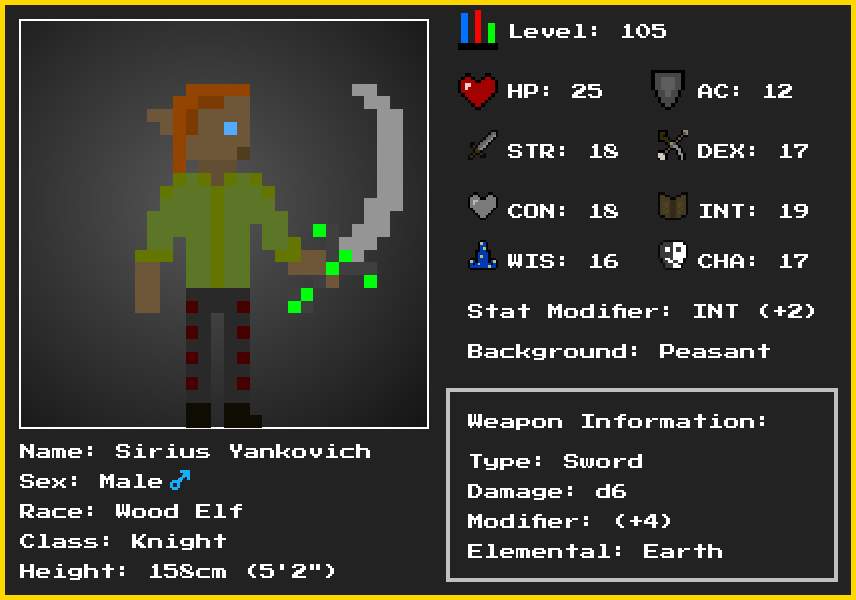 Level: 105
HP: 25 AC: 12
STR: 18 DEX: 17
CON: 18 INT: 19
WIS: 16 CHA: 17
Stat Modifier: INT (+2)
Background: Peasant
Weapon Information:
Type: Sword
Damage: d6
Modifier: (+4)
Elemental: Earth
Name: Sirius Yankovich
Sex: Male ♂
Race: Wood Elf
Class: Knight
Height: 158cm (5'2")